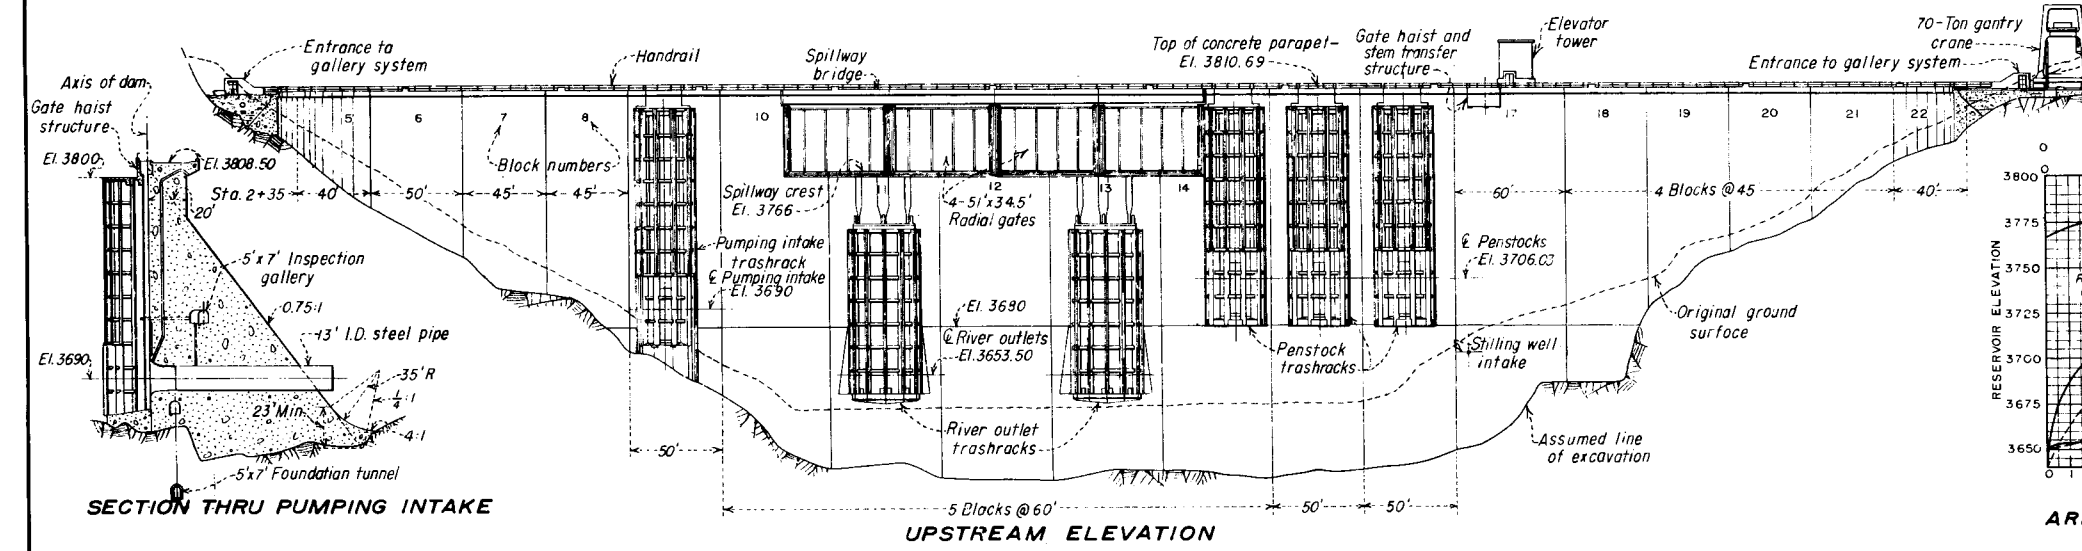 Entrance to
gallery system
Handrail
Spillway
bridge
Top of concrete parapet-
El. 3810.69
Gate haist and
stem transfer
structure
Elevator
tower
70-Ton gantry
crane
Entrance to gallery system
Axis of dam
Gate haist
structure
El. 3800
El. 3808.50
Sta. 2+35
20'
5'x7' Inspection
gallery
0.75:1
13' I.D. steel pipe
El. 3690
35' R
1/4:1
23' Min.
4:1
5'x7' Foundation tunnel
SECTION THRU PUMPING INTAKE
5
6
7
8
10
11
12
13
14
17
18
19
20
21
22
Block numbers
40'
50'
45'
45'
Spillway crest
El. 3766
4-51'x34.5'
Radial gates
60'
4 Blocks @ 45
40'
Pumping intake
trashrack
℄ Pumping intake
El. 3690
℄ Penstocks
El. 3706.03
El. 3680
℄ River outlets
El. 3653.50
Original ground
surface
Penstock
trashracks
Stilling well
intake
River outlet
trashracks
Assumed line
of excavation
50'
5 Blocks @ 60'
50'
50'
UPSTREAM ELEVATION
RESERVOIR ELEVATION
3800
3775
3750
3725
3700
3675
3650
0
AR